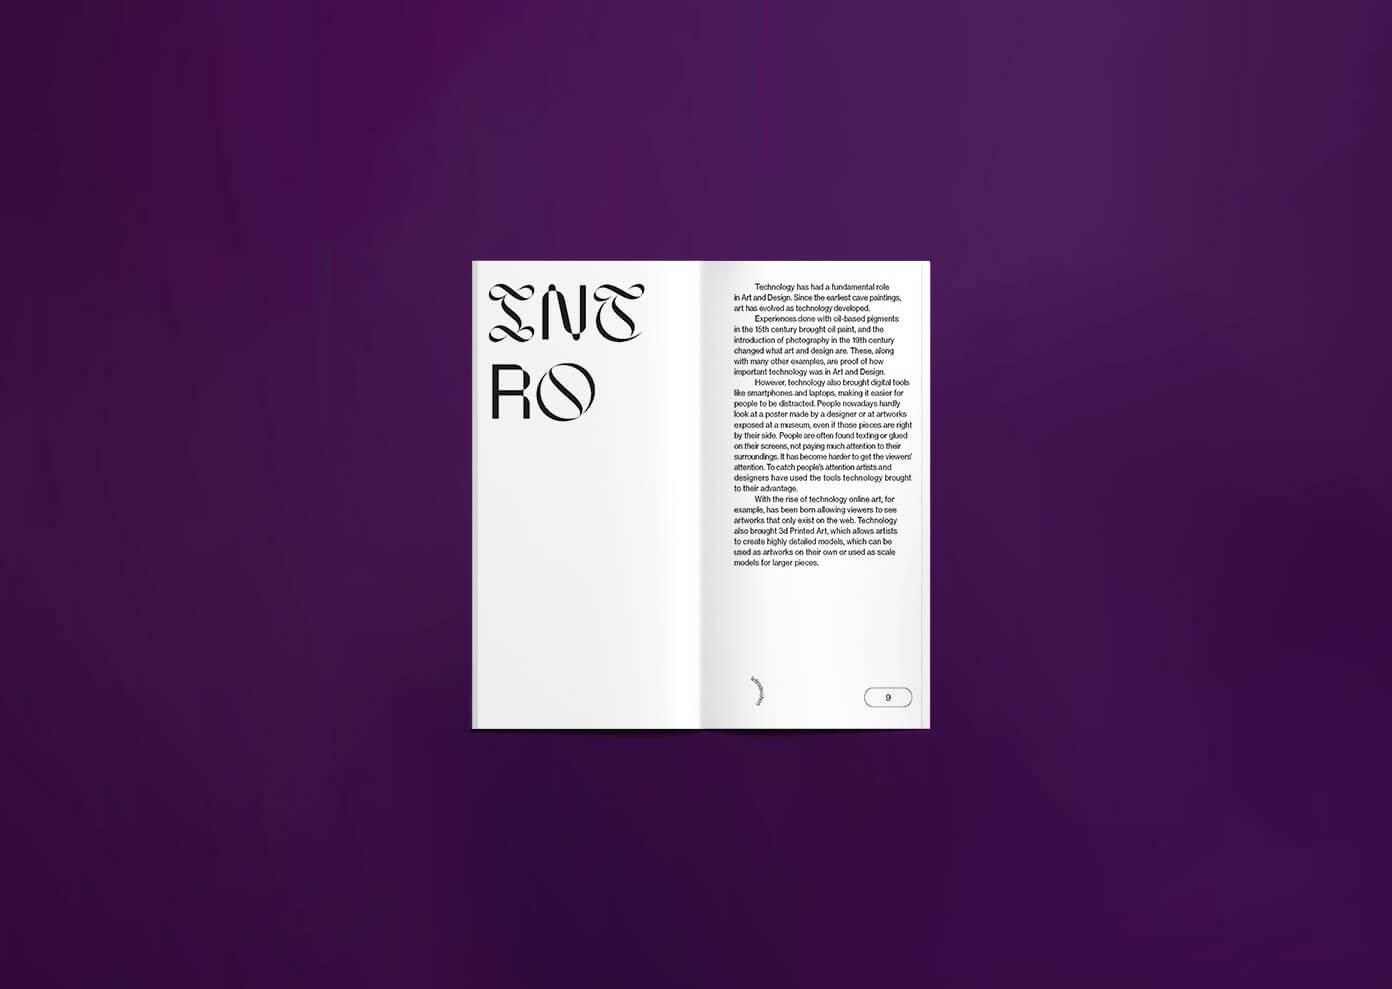 INT
RO
Technology has had a fundamental role
in Art and Design. Since the earliest cave paintings,
art has evolved as technology developed.
Experiences done with oil-based pigments
in the 15th century brought oil paint, and the
introduction of photography in the 19th century
changed what art and design are. These, along
with many other examples, are proof of how
important technology was in Art and Design.
However, technology also brought digital tools
like smartphones and laptops, making it easier for
people to be distracted. People nowadays hardly
look at a poster made by a designer or at artworks
exposed at a museum, even if those pieces are right
by their side. People are often found texting or glued
on their screens, not paying much attention to their
surroundings. It has become harder to get the viewers'
attention. To catch people's attention artists and
designers have used the tools technology brought
to their advantage.
With the rise of technology online art, for
example, has been born allowing viewers to see
artworks that only exist on the web. Technology
also brought 3d Printed Art, which allows artists
to create highly detailed models, which can be
used as artworks on their own or used as scale
models for larger pieces.
introduction
9